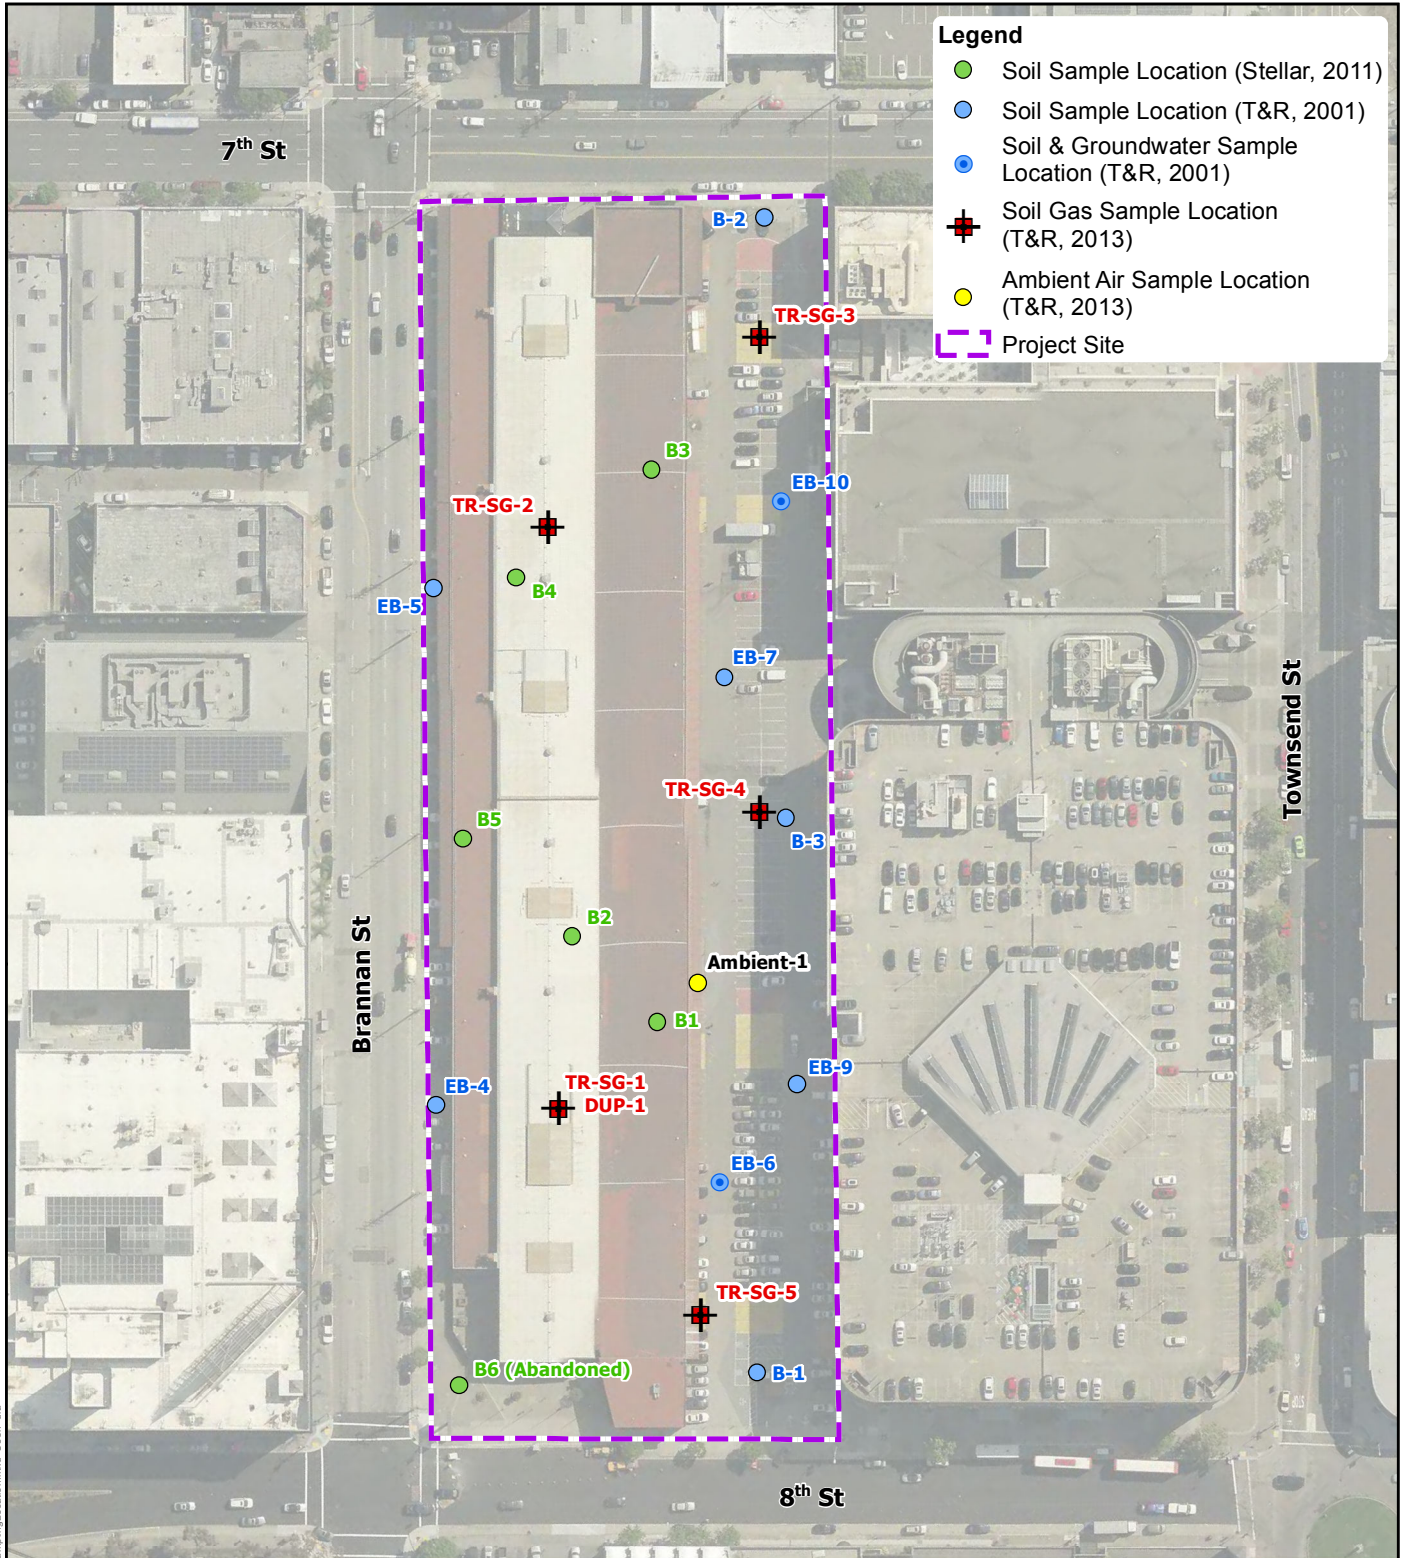 Legend
Soil Sample Location (Stellar, 2011)
Soil Sample Location (T&R, 2001)
Soil & Groundwater Sample
Location (T&R, 2001)
Soil Gas Sample Location
(T&R, 2013)
Ambient Air Sample Location
(T&R, 2013)
Project Site
7th St
B-2
TR-SG-3
B3
EB-10
TR-SG-2
B4
EB-5
EB-7
Townsend St
TR-SG-4
B5
B-3
B2
Brannan St
Ambient-1
B1
EB-9
EB-4
TR-SG-1
DUP-1
EB-6
TR-SG-5
B6 (Abandoned)
B-1
8th St
STOP